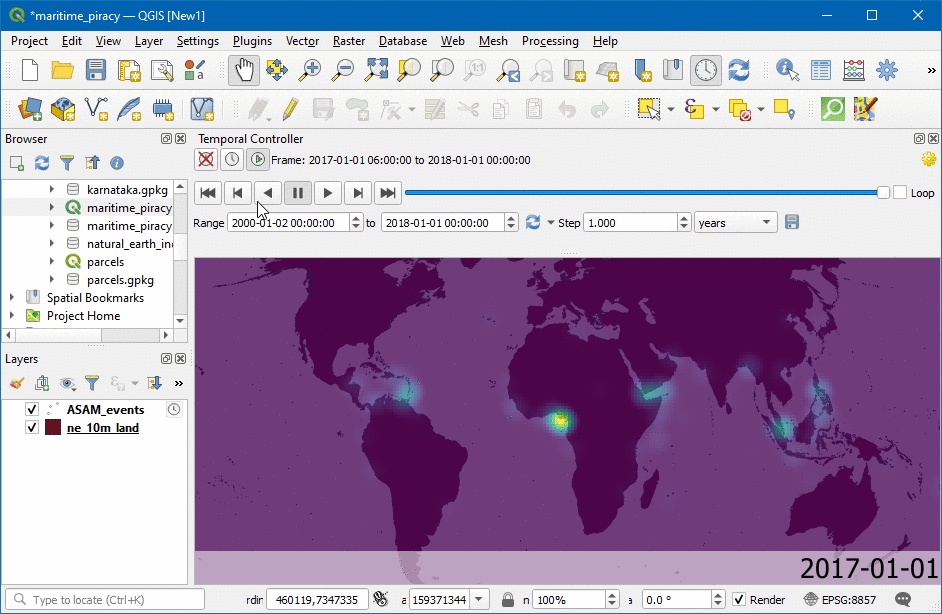 *maritime_piracy — QGIS [New1]
Project Edit View Layer Settings Plugins Vector Raster Database Web Mesh Processing Help
Browser
karnataka.gpkg
maritime_piracy
maritime_piracy
natural_earth_in
parcels
parcels.gpkg
Spatial Bookmarks
Project Home
Temporal Controller
Frame: 2017-01-01 06:00:00 to 2018-01-01 00:00:00
Loop
Range 2000-01-02 00:00:00 to 2018-01-01 00:00:00 Step 1.000 years
Layers
ASAM_events
ne_10m_land
2017-01-01
Type to locate (Ctrl+K) rdir 460119,7347335 a 159371344 n 100% a 0.0 ° Render EPSG:8857